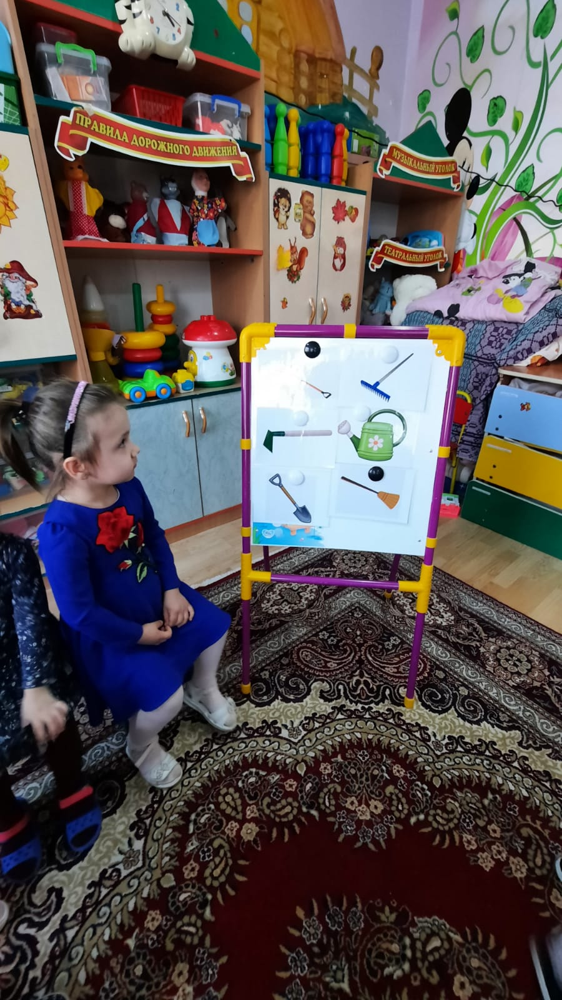 ПРАВИЛА ДОРОЖНОГО ДВИЖЕНИЯ
МУЗЫКАЛЬНЫЙ УГОЛОК
ТЕАТРАЛЬНЫЙ УГОЛОК